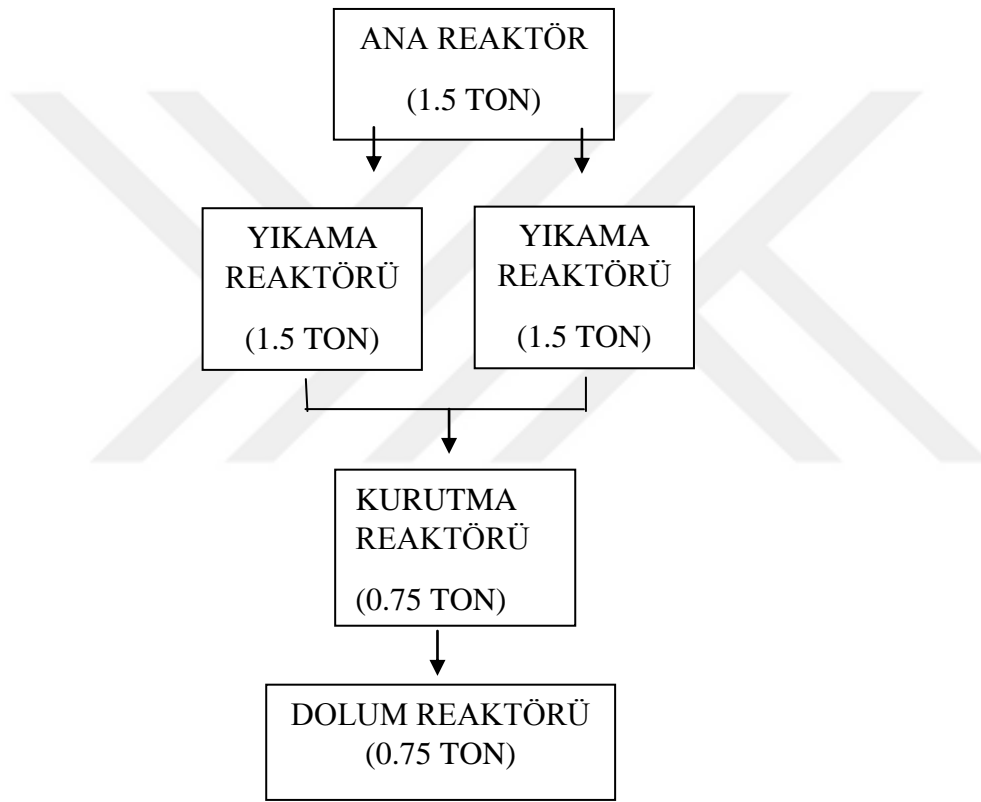 ANA REAKTÖR
(1.5 TON)
YIKAMA
REAKTÖRÜ
(1.5 TON)
YIKAMA
REAKTÖRÜ
(1.5 TON)
KURUTMA
REAKTÖRÜ
(0.75 TON)
DOLUM REAKTÖRÜ
(0.75 TON)